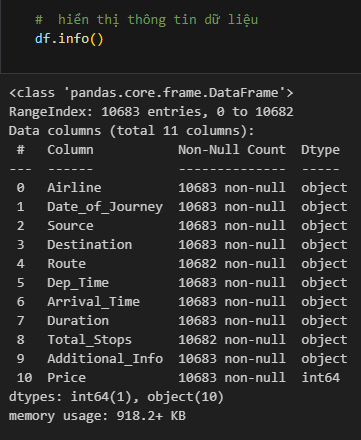 # hiển thị thông tin dữ liệu
df.info()
<class 'pandas.core.frame.DataFrame'>
RangeIndex: 10683 entries, 0 to 10682
Data columns (total 11 columns):
 #   Column           Non-Null Count  Dtype
---  ------           --------------  -----
 0   Airline          10683 non-null  object
 1   Date_of_Journey  10683 non-null  object
 2   Source           10683 non-null  object
 3   Destination      10683 non-null  object
 4   Route            10682 non-null  object
 5   Dep_Time         10683 non-null  object
 6   Arrival_Time     10683 non-null  object
 7   Duration         10683 non-null  object
 8   Total_Stops      10682 non-null  object
 9   Additional_Info  10683 non-null  object
 10  Price            10683 non-null  int64
dtypes: int64(1), object(10)
memory usage: 918.2+ KB